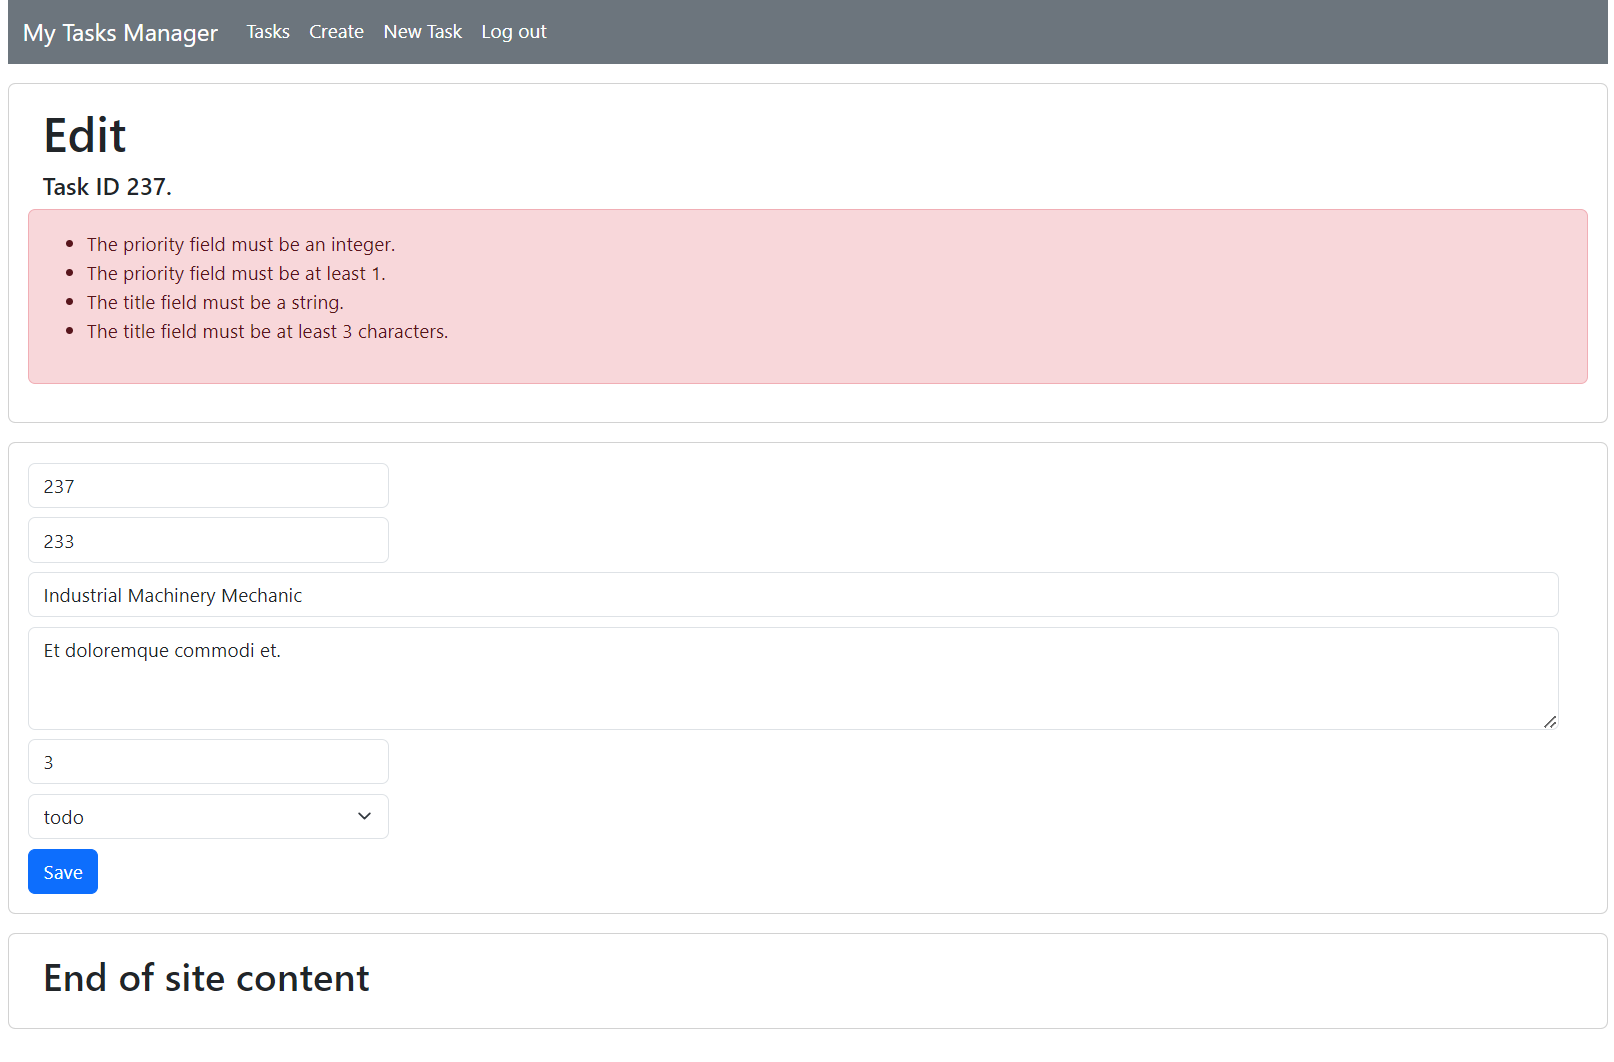 My Tasks Manager Tasks Create New Task Log out
Edit
Task ID 237.
The priority field must be an integer.
The priority field must be at least 1.
The title field must be a string.
The title field must be at least 3 characters.
237
233
Industrial Machinery Mechanic
Et doloremque commodi et.
3
todo
Save
End of site content